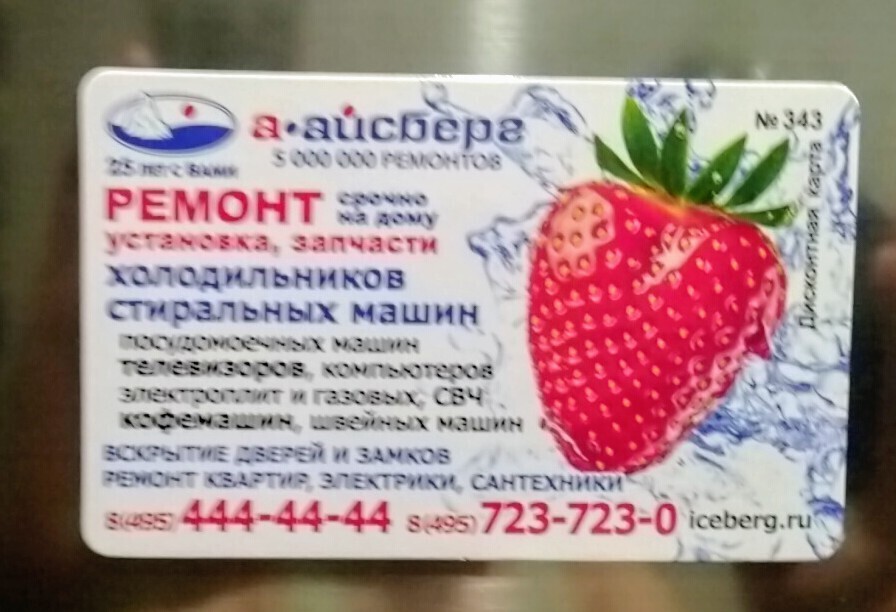 а·айсберг
№ 343
5 000 000 РЕМОНТОВ
25 лет с Вами
РЕМОНТ срочно
на дому
установка, запчасти
холодильников
стиральных машин
посудомоечных машин
телевизоров, компьютеров
электроплит и газовых, СВЧ
кофемашин, швейных машин
ВСКРЫТИЕ ДВЕРЕЙ И ЗАМКОВ
РЕМОНТ КВАРТИР, ЭЛЕКТРИКИ, САНТЕХНИКИ
8(495)444-44-44 8(495)723-723-0 iceberg.ru
Дисконтная карта